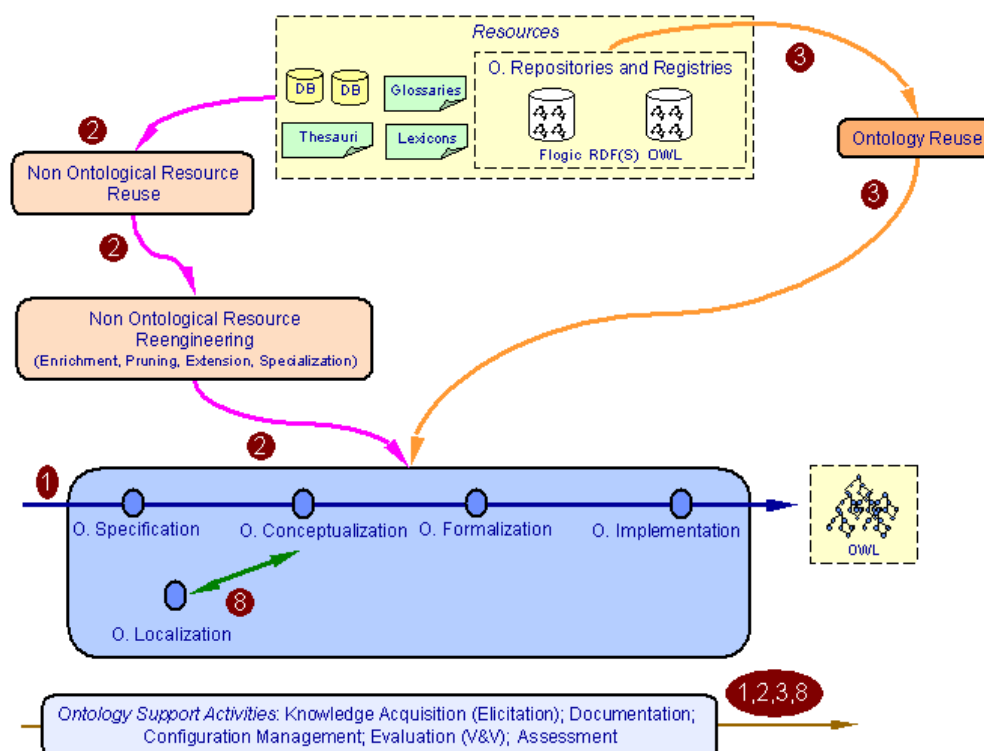 Resources
3
O. Repositories and Registries
DB
DB
Glossaries
2
Thesauri
Lexicons
Ontology Reuse
Flogic RDF(S) OWL
Non Ontological Resource
Reuse
3
2
Non Ontological Resource
Reengineering
(Enrichment, Pruning, Extension, Specialization)
2
1
O. Specification
O. Conceptualization
O. Formalization
O. Implementation
OWL
8
O. Localization
1,2,3,8
Ontology Support Activities: Knowledge Acquisition (Elicitation); Documentation;
Configuration Management; Evaluation (V&V); Assessment